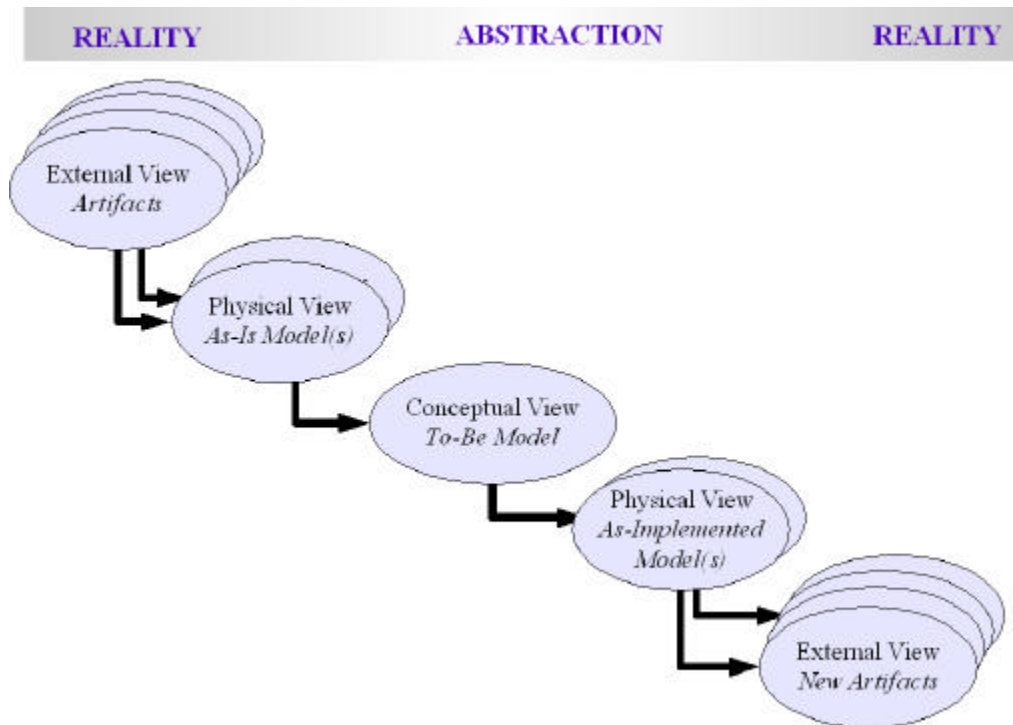 REALITY ABSTRACTION REALITY
External View
Artifacts
Physical View
As-Is Model(s)
Conceptual View
To-Be Model
Physical View
As-Implemented
Model(s)
External View
New Artifacts